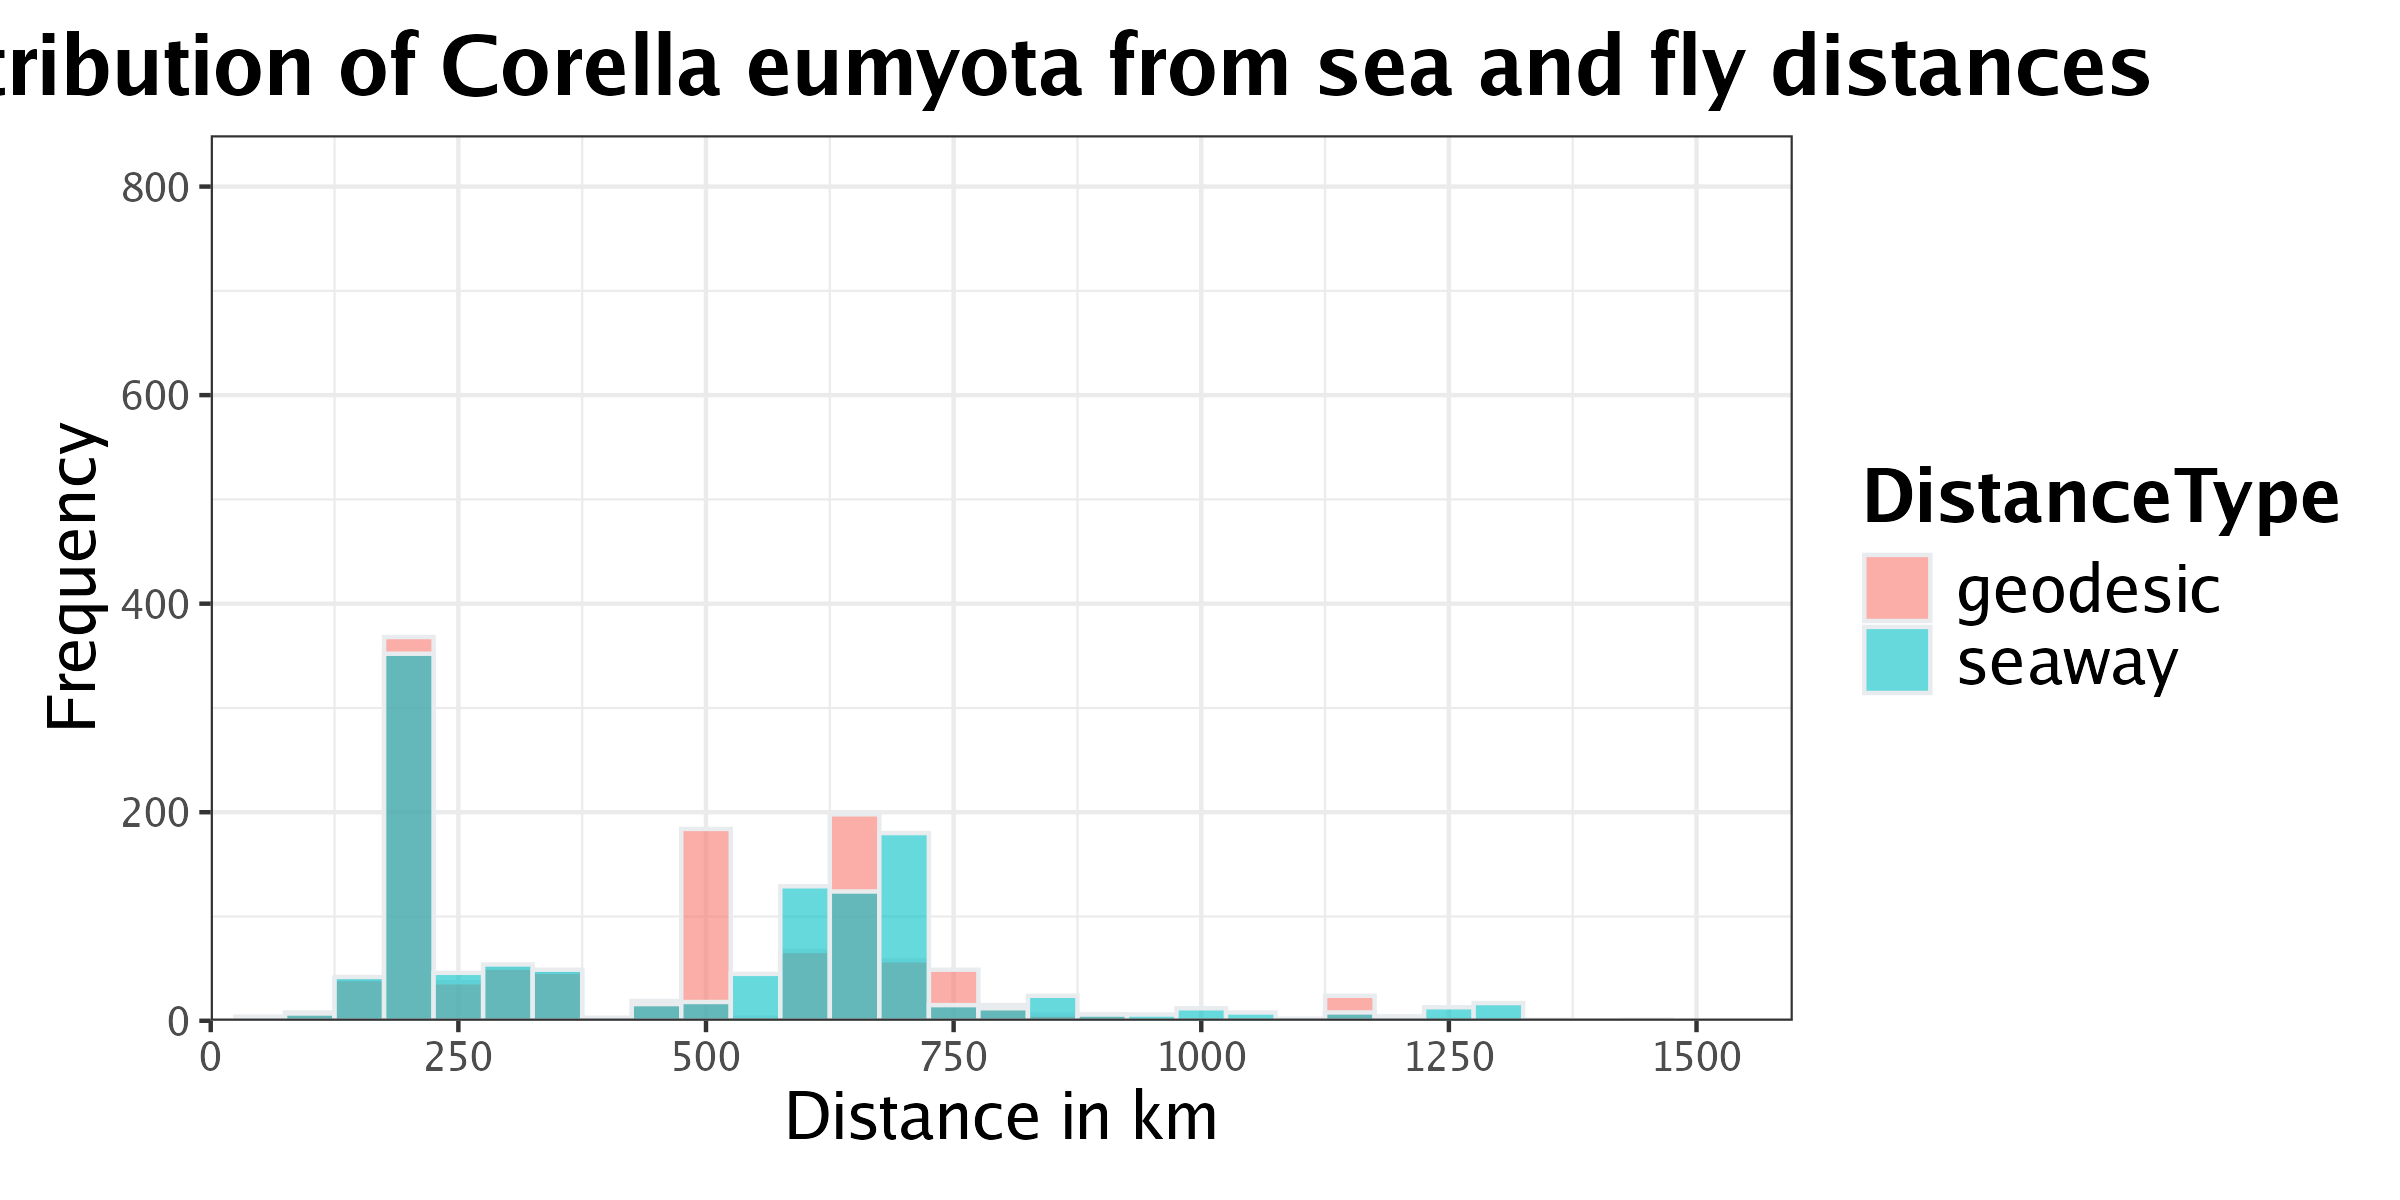 tribution of Corella eumyota from sea and fly distances
800
600
400
200
0
Frequency
0 250 500 750 1000 1250 1500
Distance in km
DistanceType
geodesic
seaway